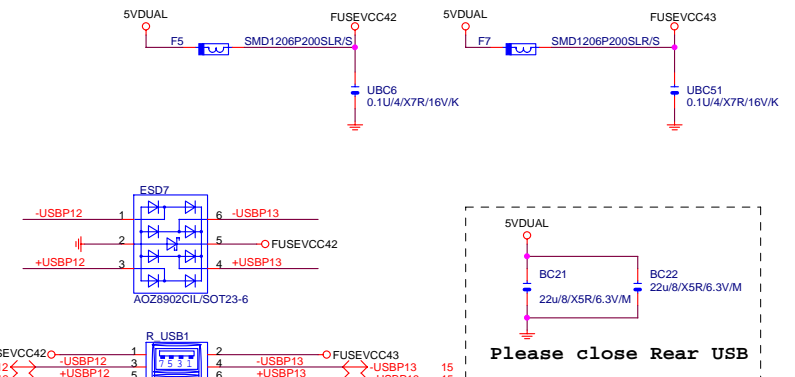 5VDUAL
FUSEVCC42
F5
SMD1206P200SLR/S
UBC6
0.1U/4/X7R/16V/K
5VDUAL
FUSEVCC43
F7
SMD1206P200SLR/S
UBC51
0.1U/4/X7R/16V/K
ESD7
-USBP12 1 6 -USBP13
2 5 FUSEVCC42
+USBP12 3 4 +USBP13
AOZ8902CIL/SOT23-6
5VDUAL
BC21
22u/8/X5R/6.3V/M
BC22
22u/8/X5R/6.3V/M
Please close Rear USB
R_USB1
1 2 FUSEVCC43
-USBP12 3 7 5 3 1 4 -USBP13 -USBP13 15
+USBP12 5 6 +USBP13